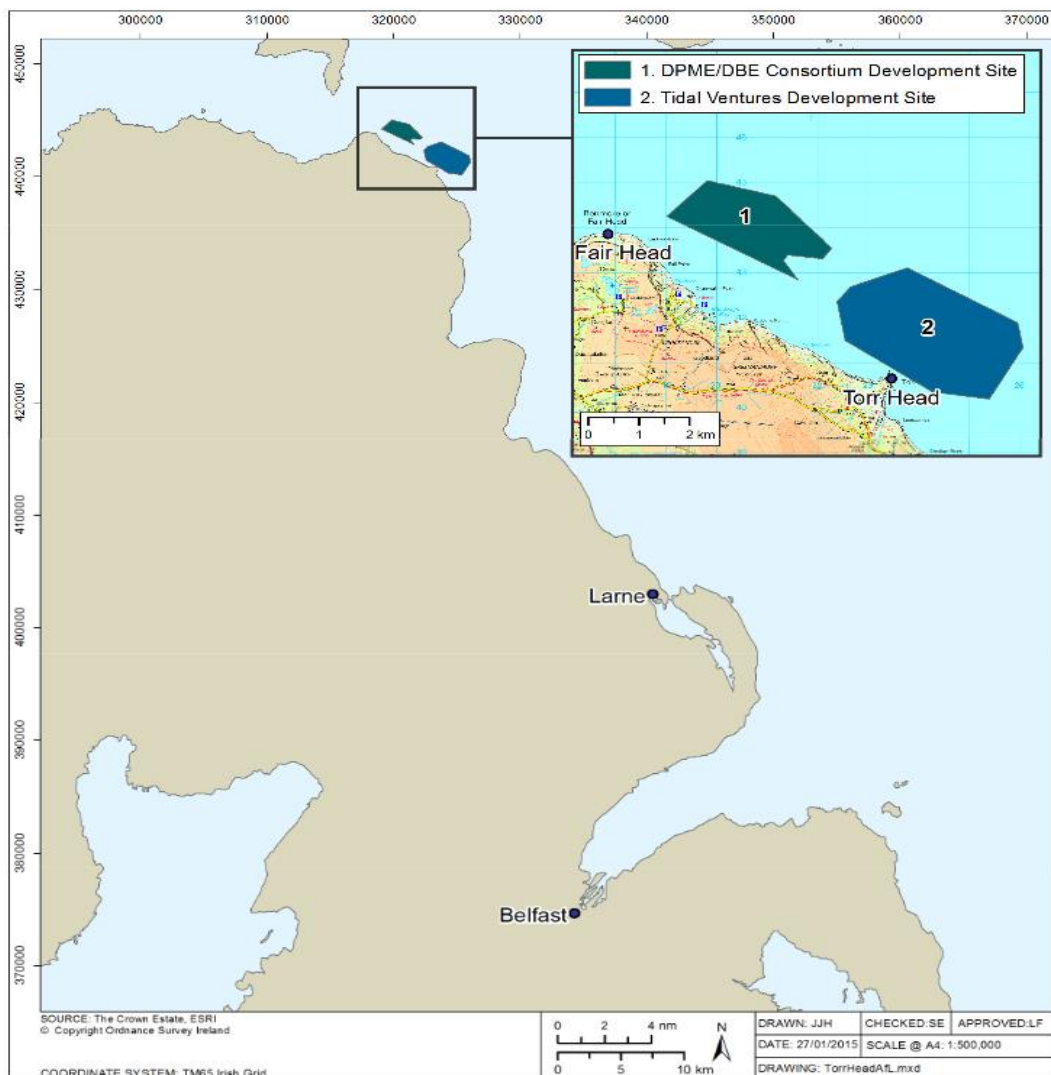 300000 310000 320000 330000 340000 350000 360000 370000
450000
440000
430000
420000
410000
400000
390000
380000
370000
1. DPME/DBE Consortium Development Site
2. Tidal Ventures Development Site
1
Fair Head
2
Torr Head
0 1 2 km
Larne
Belfast
SOURCE: The Crown Estate, ESRI
© Copyright Ordnance Survey Ireland
COORDINATE SYSTEM: TM65 Irish Grid
0 2 4 nm
N
0 5 10 km
DRAWN: JJH CHECKED:SE APPROVED:LF
DATE: 27/01/2015 SCALE @ A4: 1:500,000
DRAWING: TorrHeadAfL.mxd